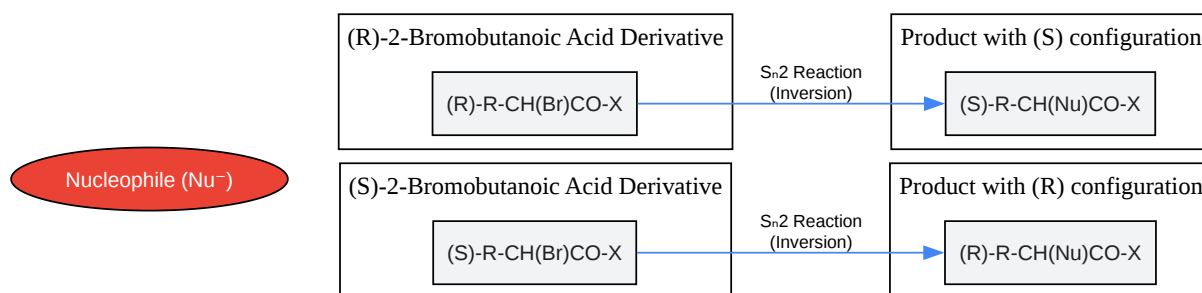 (R)-2-Bromobutanoic Acid Derivative
(R)-R-CH(Br)CO-X
Sₙ2 Reaction
(Inversion)
Product with (S) configuration
(S)-R-CH(Nu)CO-X
Nucleophile (Nu⁻)
(S)-2-Bromobutanoic Acid Derivative
(S)-R-CH(Br)CO-X
Sₙ2 Reaction
(Inversion)
Product with (R) configuration
(R)-R-CH(Nu)CO-X